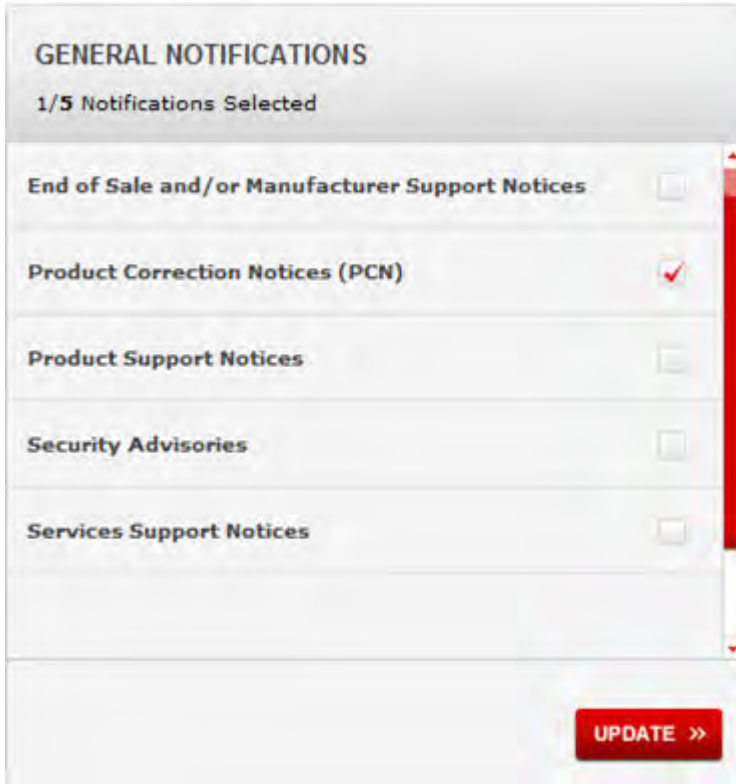 GENERAL NOTIFICATIONS
1/5 Notifications Selected
End of Sale and/or Manufacturer Support Notices
Product Correction Notices (PCN)
Product Support Notices
Security Advisories
Services Support Notices
UPDATE »